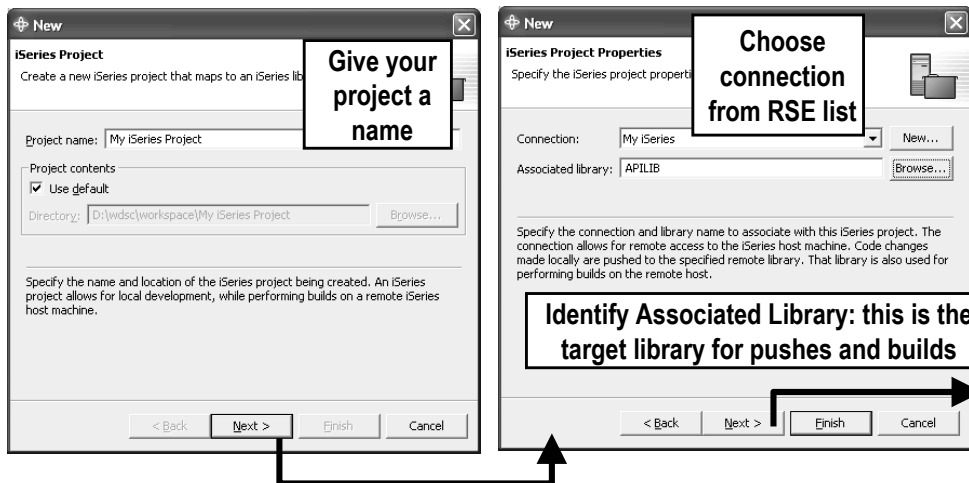 New
iSeries Project
Create a new iSeries project that maps to an iSeries lib
Give your
project a
name
Project name: My iSeries Project
Project contents
Use default
Directory: D:\wdsc\workspace\My iSeries Project Browse...
Specify the name and location of the iSeries project being created. An iSeries
project allows for local development, while performing builds on a remote iSeries
host machine.
< Back Next > Finish Cancel
New
iSeries Project Properties
Specify the iSeries project properti
Choose
connection
from RSE list
Connection: My iSeries New...
Associated library: APILIB Browse...
Specify the connection and library name to associate with this iSeries project. The
connection allows for remote access to the iSeries host machine. Code changes
made locally are pushed to the specified remote library. That library is also used for
performing builds on the remote host.
Identify Associated Library: this is the
target library for pushes and builds
< Back Next > Finish Cancel